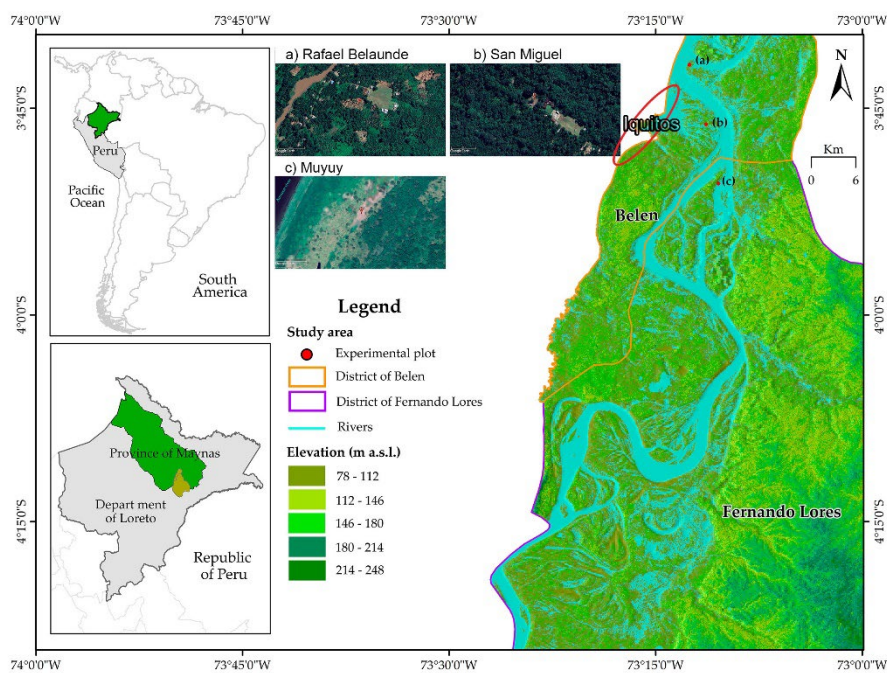 74°0'0"W
73°45'0"W
73°30'0"W
73°15'0"W
73°0'0"W
3°45'0"S
4°0'0"S
4°15'0"S
3°45'0"S
4°0'0"S
4°15'0"S
Peru
Pacific
Ocean
South
America
a) Rafael Belaunde
b) San Miguel
c) Muyuy
Iquitos
(a)
(b)
(c)
N
Km
0 6
Belen
Fernando Lores
Legend
Study area
Experimental plot
District of Belen
District of Fernando Lores
Rivers
Elevation (m a.s.l.)
78 - 112
112 - 146
146 - 180
180 - 214
214 - 248
Province of Maynas
Depart ment
of Loreto
Republic
of Peru
74°0'0"W
73°45'0"W
73°30'0"W
73°15'0"W
73°0'0"W